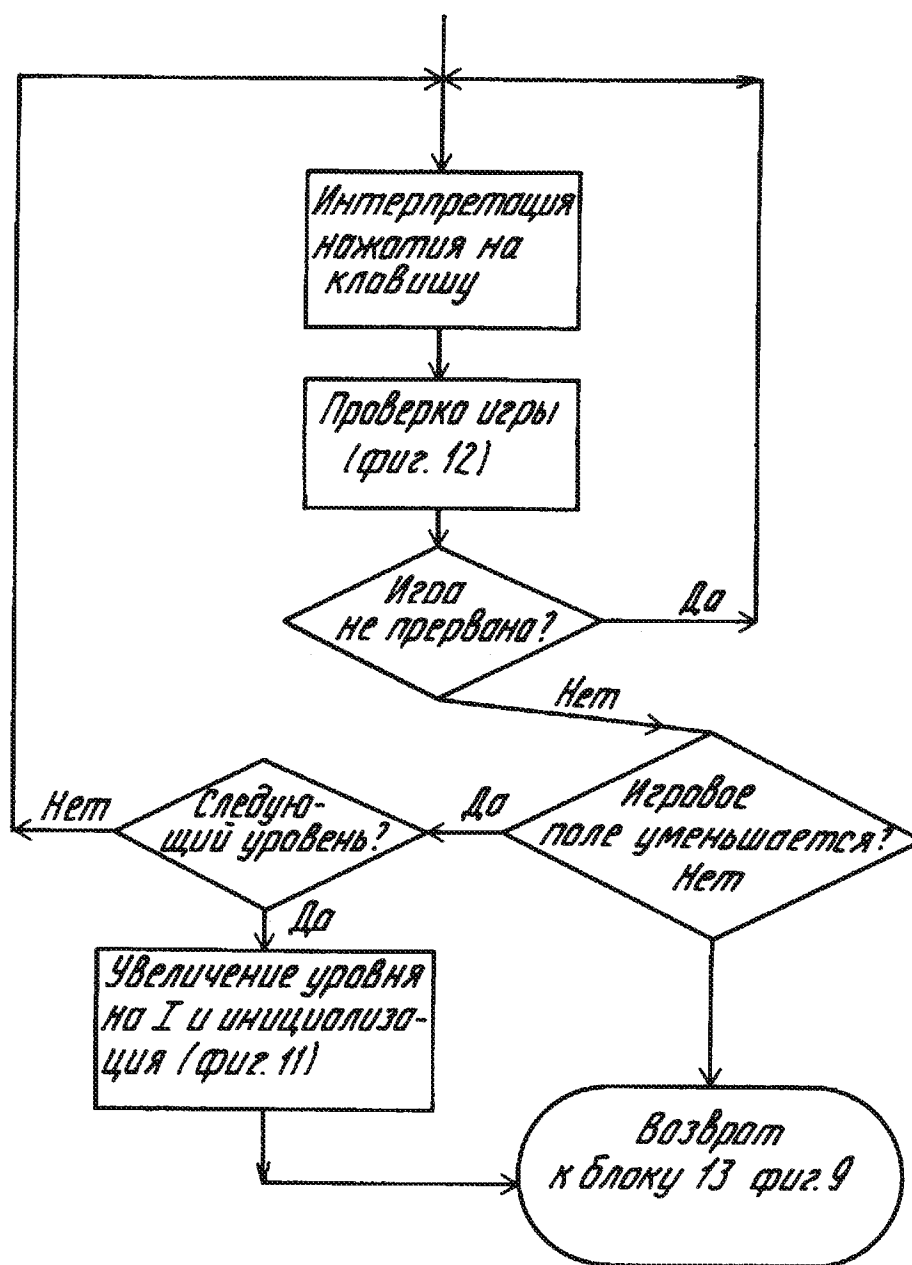 Интерпретация
нажатия на
клавишу
Проверка игры
(фиг. 12)
Игра
не прервана?
Да
Нет
Игровое
поле уменьшается?
Нет
Да
Следую-
щий уровень?
Нет
Да
Увеличение уровня
на I и инициализа-
ция (фиг. 11)
Возврат
к блоку 13 фиг. 9